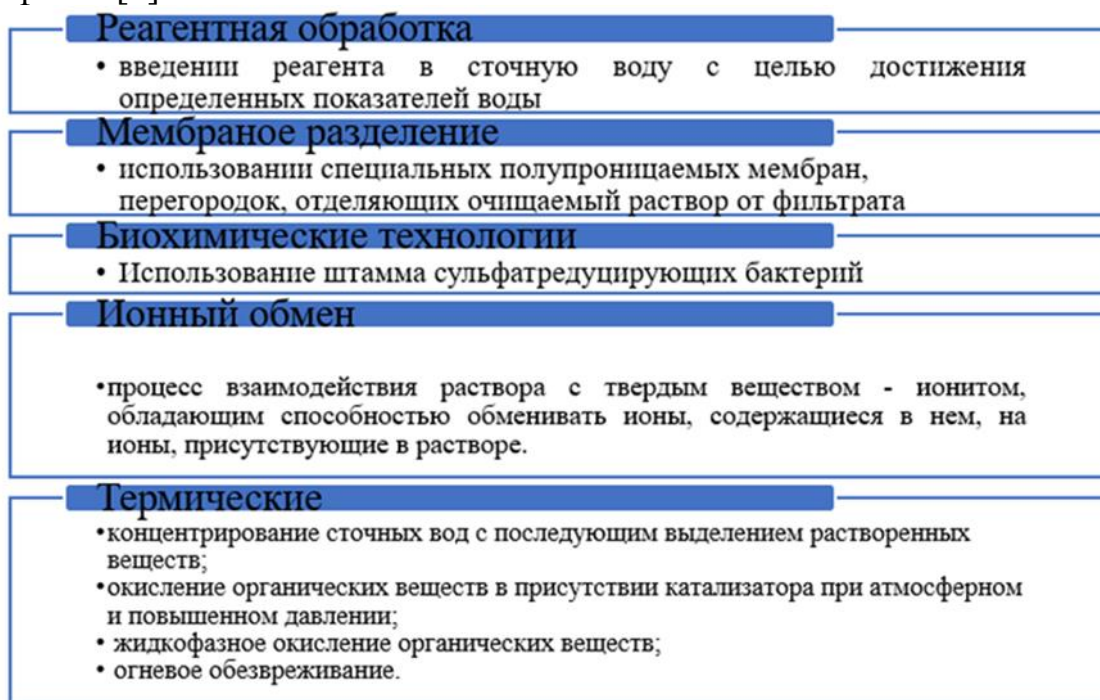 Реагентная обработка
• введении реагента в сточную воду с целью достижения
определенных показателей воды
Мембраное разделение
• использовании специальных полупроницаемых мембран,
перегородок, отделяющих очищаемый раствор от фильтрата
Биохимические технологии
• Использование штамма сульфатредуцирующих бактерий
Ионный обмен
•процесс взаимодействия раствора с твердым веществом - ионитом,
обладающим способностью обменивать ионы, содержащиеся в нем, на
ионы, присутствующие в растворе.
Термические
•концентрирование сточных вод с последующим выделением растворенных
веществ;
•окисление органических веществ в присутствии катализатора при атмосферном
и повышенном давлении;
• жидкофазное окисление органических веществ;
• огневое обезвреживание.